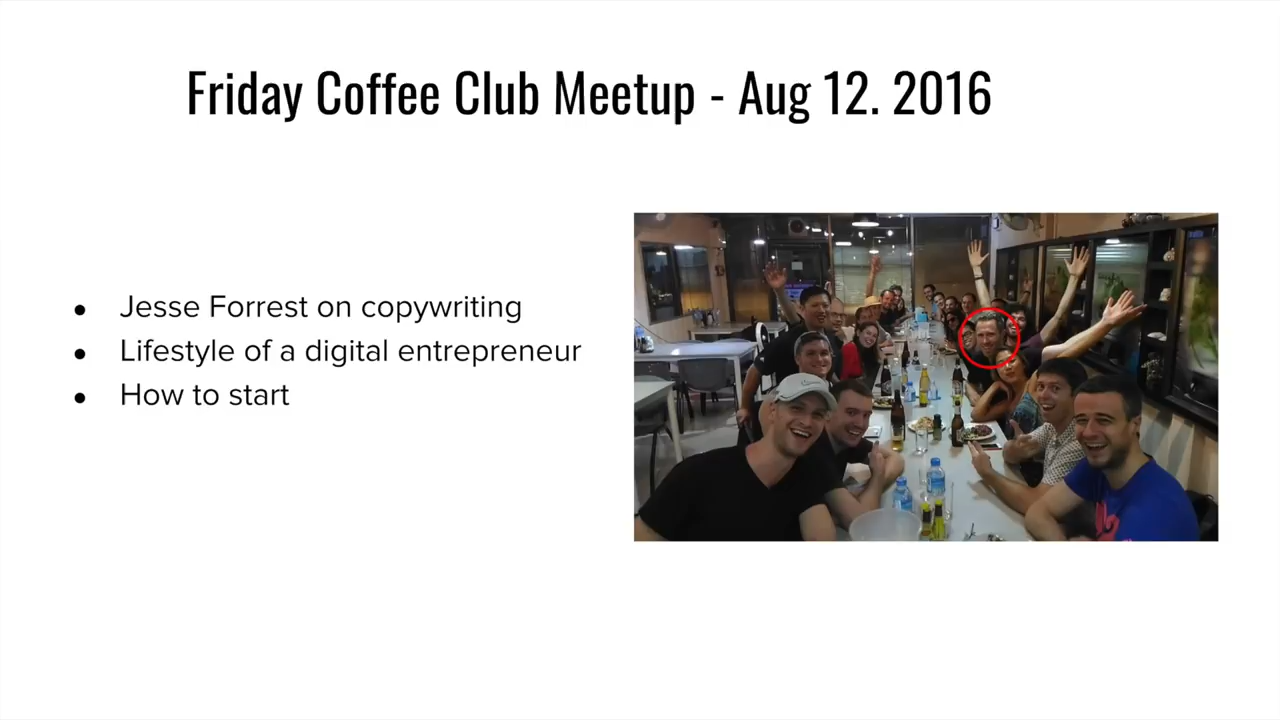 Friday Coffee Club Meetup - Aug 12. 2016
● Jesse Forrest on copywriting
● Lifestyle of a digital entrepreneur
● How to start